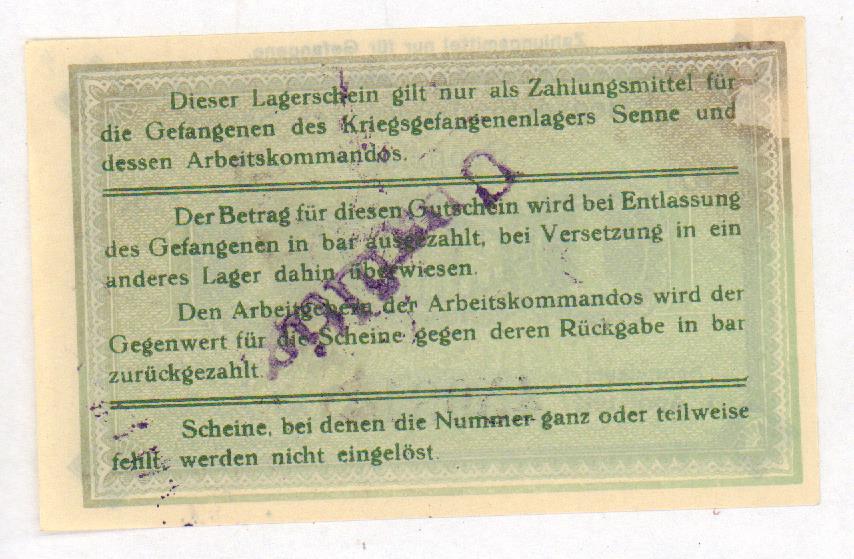 Dieser Lagerschein gilt nur als Zahlungsmittel für
die Gefangenen des Kriegsgefangenenlagers Senne und
dessen Arbeitskommandos.
Der Betrag für diesen Gutschein wird bei Entlassung
des Gefangenen in bar ausgezahlt, bei Versetzung in ein
anderes Lager dahin überwiesen.
Den Arbeitgebern der Arbeitskommandos wird der
Gegenwert für die Scheine gegen deren Rückgabe in bar
zurückgezahlt.
Scheine, bei denen die Nummer ganz oder teilweise
fehlt, werden nicht eingelöst.